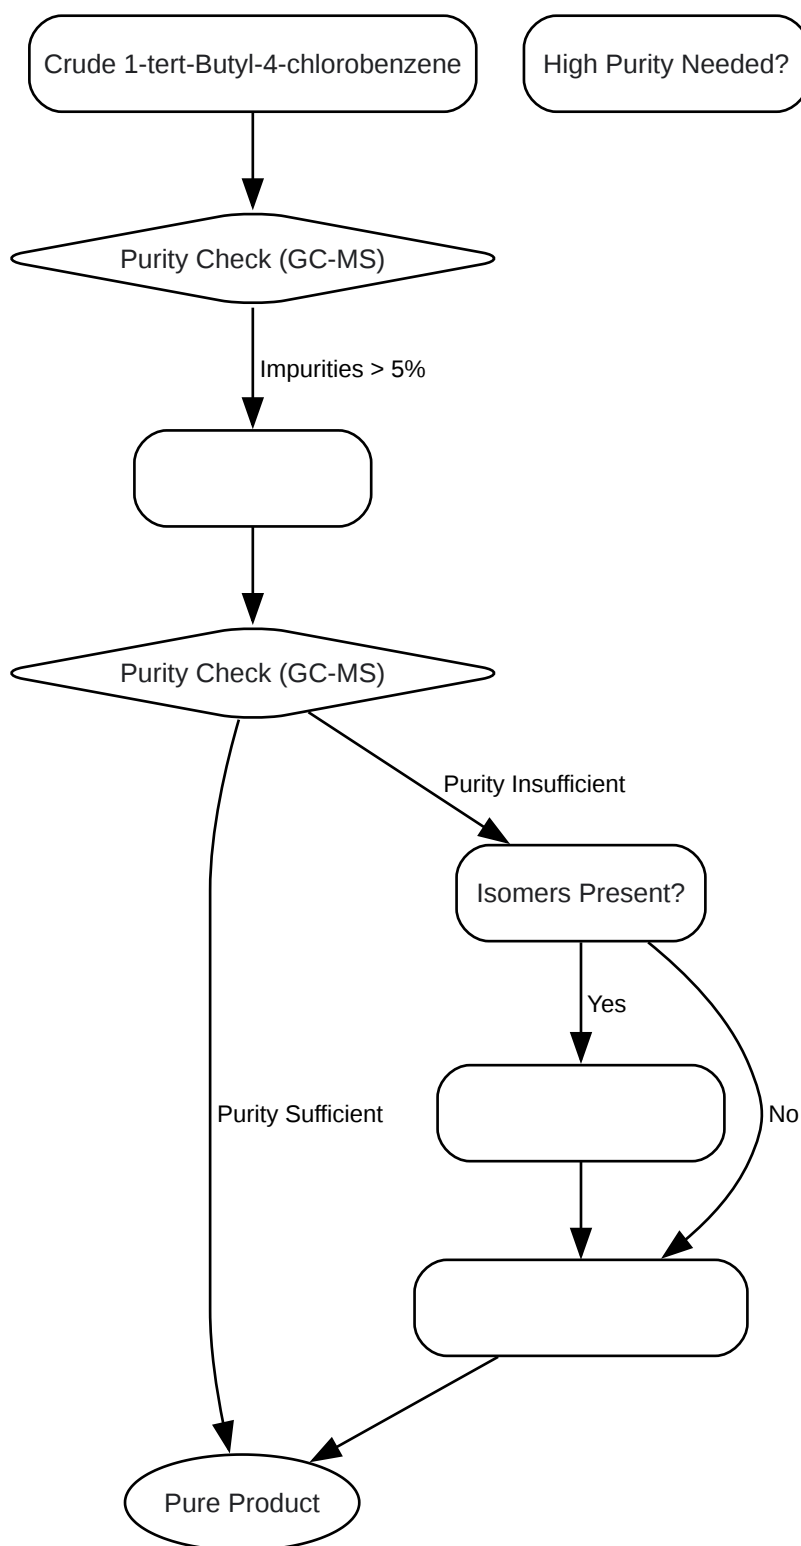 Crude 1-tert-Butyl-4-chlorobenzene
High Purity Needed?
Purity Check (GC-MS)
Impurities > 5%
Purity Check (GC-MS)
Purity Insufficient
Isomers Present?
Yes
Purity Sufficient
No
Pure Product